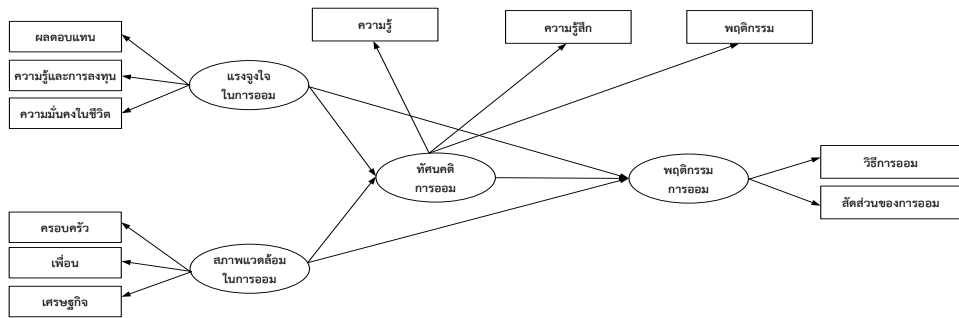 ความรู้
ความรู้สึก
พฤติกรรม
ผลตอบแทน
ความรู้และการลงทุน
ความมั่นคงในชีวิต
แรงจูงใจ
ในการออม
ทัศนคติ
การออม
พฤติกรรม
การออม
วิธีการออม
สัดส่วนของการออม
ครอบครัว
เพื่อน
เศรษฐกิจ
สภาพแวดล้อม
ในการออม